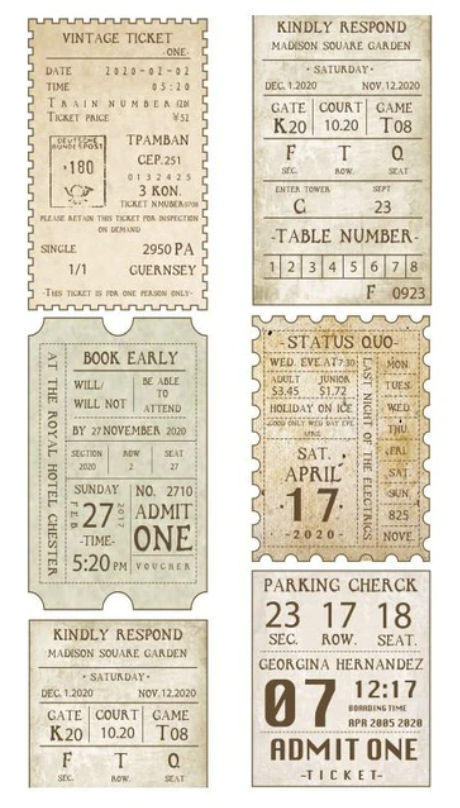 VINTAGE TICKET
-ONE-
DATE 2020-02-02
TIME 05:20
TRAIN NUMBER
TICKET PRICE ¥52
DEUTSCHE
BUNDESPOST
180
TPAMBAN
CEP.251
0132425
3 KON.
PLEASE RETAIN THIS TICKET FOR INSPECTION
ON DEMAND
SINGLE 2950 PA
1/1 GUERNSEY
-THIS TICKET IS FOR ONE PERSON ONLY-
KINDLY RESPOND
MADISON SQUARE GARDEN
· SATURDAY ·
DEC.1.2020 NOV.12.2020
GATE COURT GAME
K20 10.20 T08
F T Q
SEC. ROW. SEAT
ENTER TOWER SEPT
C 23
-TABLE NUMBER-
1 2 3 4 5 6 7 8
F 0923
AT THE ROYAL HOTEL CHESTER
BOOK EARLY
WILL/
WILL NOT
BE ABLE
TO
ATTEND
BY 27 NOVEMBER 2020
SECTION ROW SEAT
2020 2 27
SUNDAY
FEB 27 2017
-TIME-
5:20 PM
NO. 2710
ADMIT
ONE
VOUCHER
-STATUS QUO-
WED. EVE.AT 7:30
ADULT JUNIOR
$3.45 $1.72
HOLIDAY ON ICE
GOOD ONLY WED DAY EVE.
SAT.
APRIL
17
-2020-
LAST NIGHT OF THE ELECTRICS
MON.
TUES.
WED.
THU.
FRI.
SAT.
SUN.
825
NOVE.
KINDLY RESPOND
MADISON SQUARE GARDEN
· SATURDAY ·
DEC.1.2020 NOV.12.2020
GATE COURT GAME
K20 10.20 T08
F T Q
SEC. ROW. SEAT
PARKING CHERCK
23 17 18
SEC. ROW. SEAT.
GEORGINA HERNANDEZ
07
12:17
BOARDING TIME
APR 2005 2020
ADMIT ONE
-TICKET-